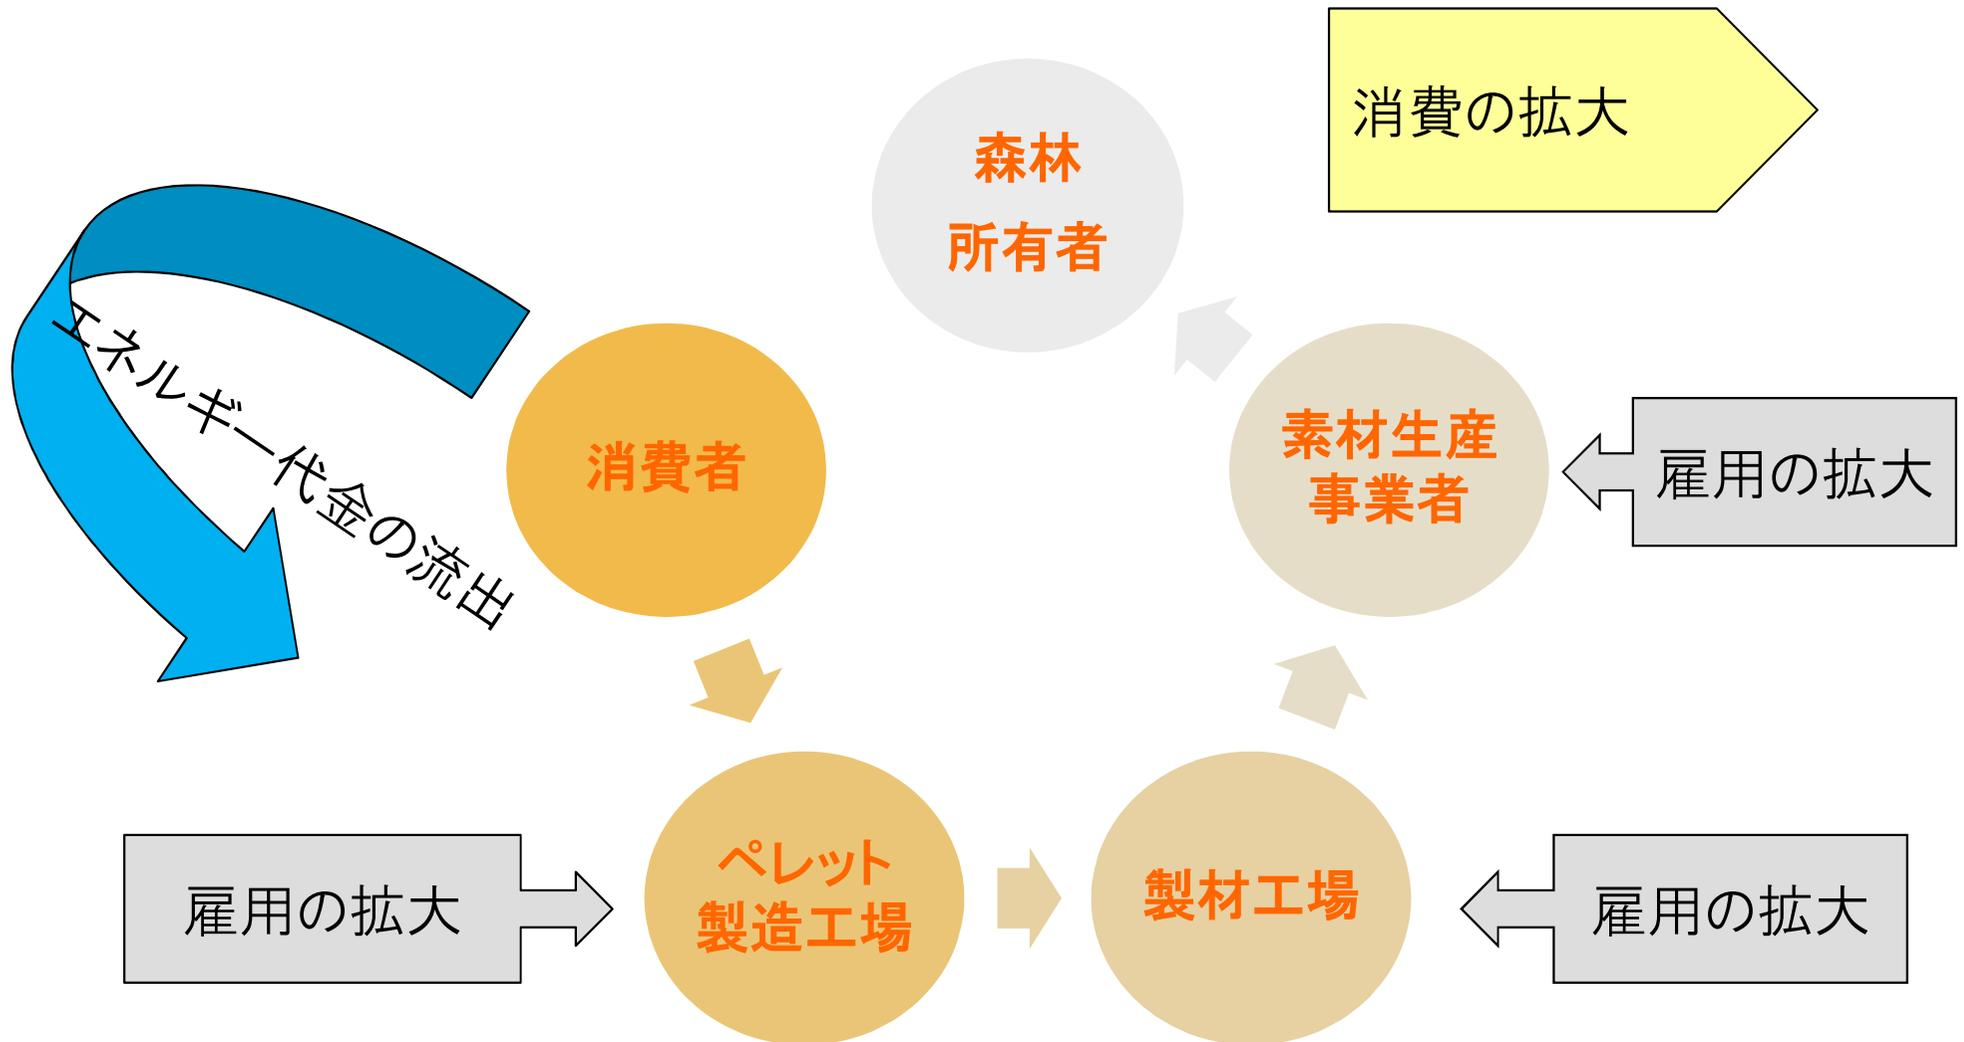 消費の拡大
森林
所有者
エネルギー代金の流出
消費者
素材生産
事業者
雇用の拡大
雇用の拡大
ペレット
製造工場
製材工場
雇用の拡大